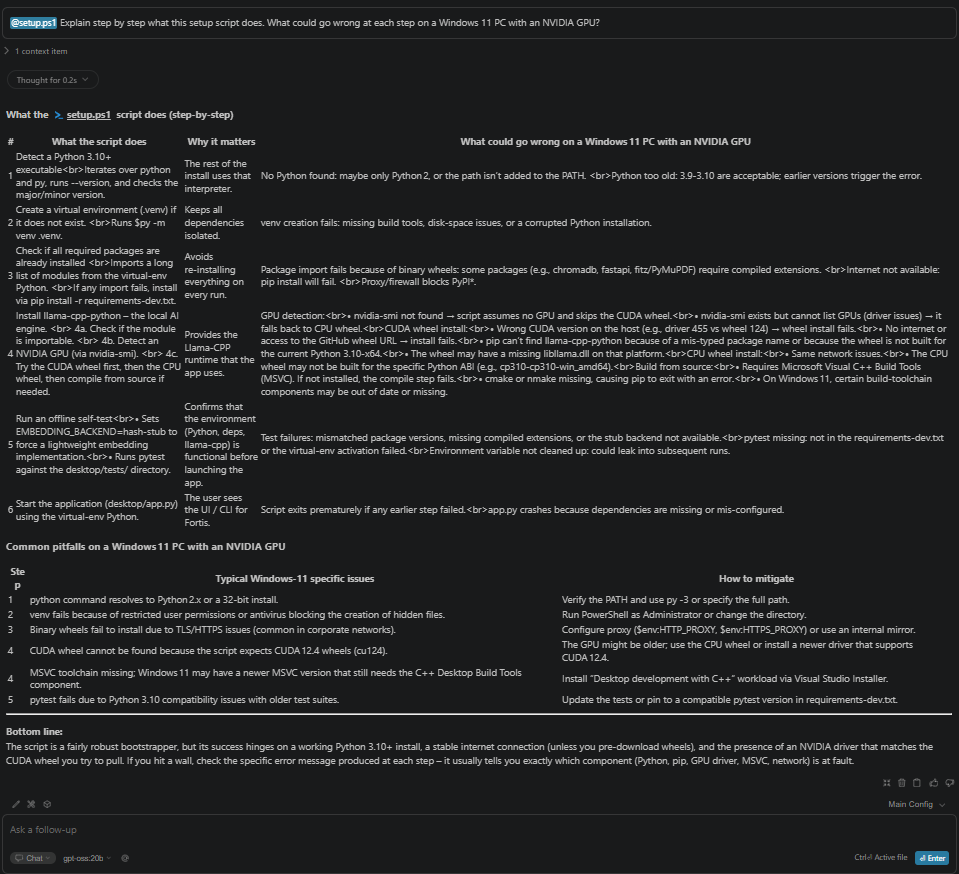 @setup.ps1 Explain step by step what this setup script does. What could go wrong at each step on a Windows 11 PC with an NVIDIA GPU?
1 context item
Thought for 0.2s
What the setup.ps1 script does (step-by-step)
# What the script does Why it matters What could go wrong on a Windows 11 PC with an NVIDIA GPU
1
Detect a Python 3.10+
executable<br>Iterates over python
and py, runs --version, and checks the
major/minor version.
The rest of the
install uses that
interpreter.
No Python found: maybe only Python 2, or the path isn't added to the PATH. <br>Python too old: 3.9-3.10 are acceptable; earlier versions trigger the error.
2
Create a virtual environment (.venv) if
it does not exist. <br>Runs $py -m
venv .venv.
Keeps all
dependencies
isolated.
venv creation fails: missing build tools, disk-space issues, or a corrupted Python installation.
3
Check if all required packages are
already installed <br>Imports a long
list of modules from the virtual-env
Python. <br>If any import fails, install
via pip install -r requirements-dev.txt.
Avoids
re-installing
everything on
every run.
Package import fails because of binary wheels: some packages (e.g., chromadb, fastapi, fitz/PyMuPDF) require compiled extensions. <br>Internet not available:
pip install will fail. <br>Proxy/firewall blocks PyPI*.
4
Install llama-cpp-python – the local AI
engine. <br> 4a. Check if the module
is importable. <br> 4b. Detect an
NVIDIA GPU (via nvidia-smi). <br> 4c.
Try the CUDA wheel first, then the CPU
wheel, then compile from source if
needed.
Provides the
Llama-CPP
runtime that the
app uses.
GPU detection:<br>• nvidia-smi not found → script assumes no GPU and skips the CUDA wheel.<br>• nvidia-smi exists but cannot list GPUs (driver issues) → it
falls back to CPU wheel.<br>CUDA wheel install:<br>• Wrong CUDA version on the host (e.g., driver 455 vs wheel 124) → wheel install fails.<br>• No internet or
access to the GitHub wheel URL → install fails.<br>• pip can't find llama-cpp-python because of a mis-typed package name or because the wheel is not built for
the current Python 3.10-x64.<br>• The wheel may have a missing libllama.dll on that platform.<br>CPU wheel install:<br>• Same network issues.<br>• The CPU
wheel may not be built for the specific Python ABI (e.g., cp310-cp310-win_amd64).<br>Build from source:<br>• Requires Microsoft Visual C++ Build Tools
(MSVC). If not installed, the compile step fails.<br>• cmake or nmake missing, causing pip to exit with an error.<br>• On Windows 11, certain build-toolchain
components may be out of date or missing.
5
Run an offline self-test<br>• Sets
EMBEDDING_BACKEND=hash-stub to
force a lightweight embedding
implementation.<br>• Runs pytest
against the desktop/tests/ directory.
Confirms that
the environment
(Python, deps,
llama-cpp) is
functional before
launching the
app.
Test failures: mismatched package versions, missing compiled extensions, or the stub backend not available.<br>pytest missing: not in the requirements-dev.txt
or the virtual-env activation failed.<br>Environment variable not cleaned up: could leak into subsequent runs.
6
Start the application (desktop/app.py)
using the virtual-env Python.
The user sees
the UI / CLI for
Fortis.
Script exits prematurely if any earlier step failed.<br>app.py crashes because dependencies are missing or mis-configured.
Common pitfalls on a Windows 11 PC with an NVIDIA GPU
Ste
p
Typical Windows-11 specific issues How to mitigate
1 python command resolves to Python 2.x or a 32-bit install. Verify the PATH and use py -3 or specify the full path.
2 venv fails because of restricted user permissions or antivirus blocking the creation of hidden files. Run PowerShell as Administrator or change the directory.
3 Binary wheels fail to install due to TLS/HTTPS issues (common in corporate networks). Configure proxy ($env:HTTP_PROXY, $env:HTTPS_PROXY) or use an internal mirror.
4 CUDA wheel cannot be found because the script expects CUDA 12.4 wheels (cu124).
The GPU might be older; use the CPU wheel or install a newer driver that supports
CUDA 12.4.
4
MSVC toolchain missing; Windows 11 may have a newer MSVC version that still needs the C++ Desktop Build Tools
component.
Install "Desktop development with C++" workload via Visual Studio Installer.
5 pytest fails due to Python 3.10 compatibility issues with older test suites. Update the tests or pin to a compatible pytest version in requirements-dev.txt.
Bottom line:
The script is a fairly robust bootstrapper, but its success hinges on a working Python 3.10+ install, a stable internet connection (unless you pre-download wheels), and the presence of an NVIDIA driver that matches the
CUDA wheel you try to pull. If you hit a wall, check the specific error message produced at each step – it usually tells you exactly which component (Python, pip, GPU driver, MSVC, network) is at fault.
Main Config
Ask a follow-up
Chat gpt-oss:20b @ Ctrl⏎ Active file ⏎ Enter